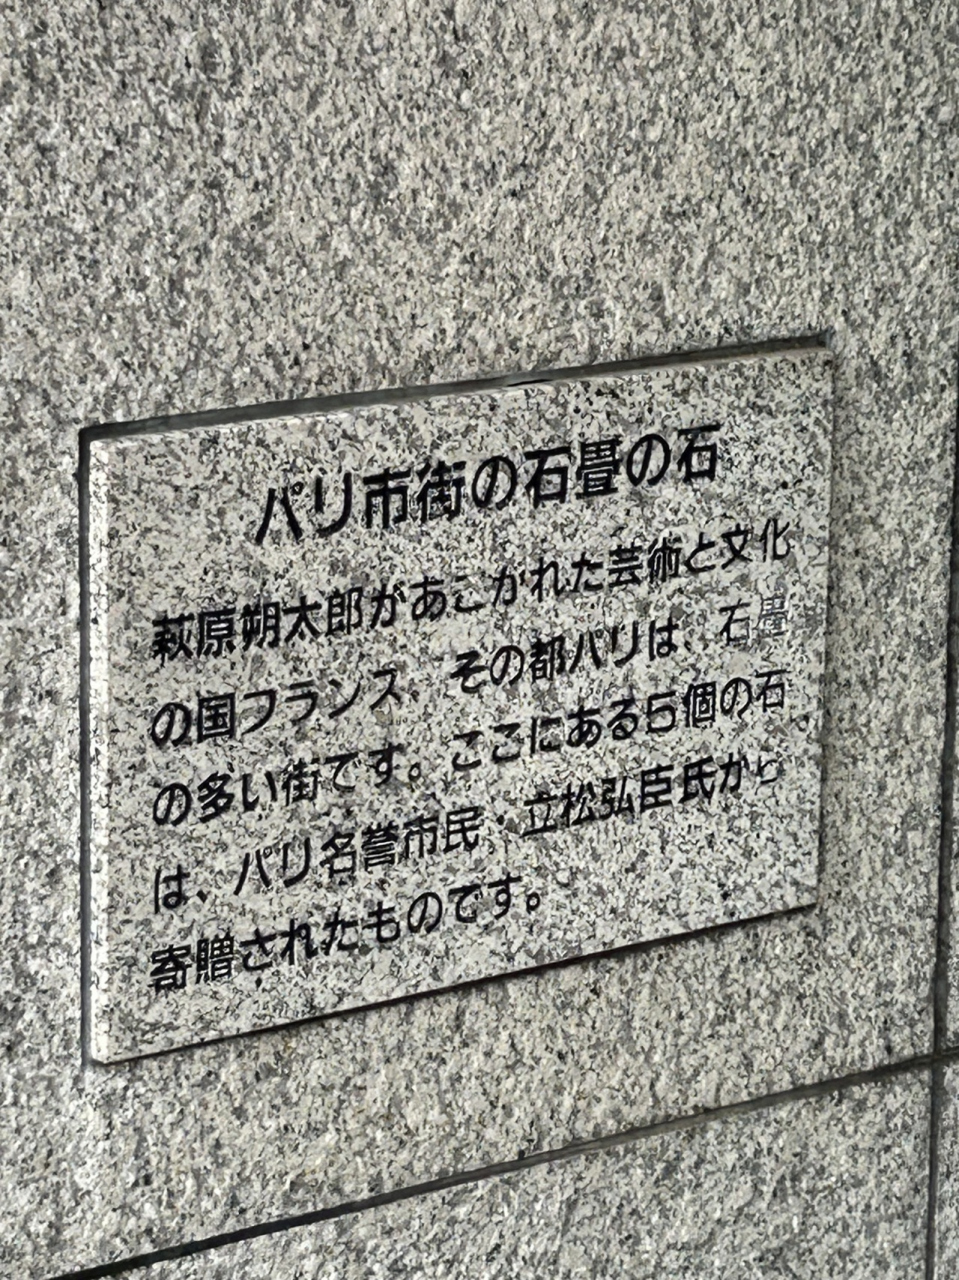 パリ市街の石畳の石
萩原朔太郎があこがれた芸術と文化
の国フランス、その都パリは、石畳
の多い街です。ここにある5個の石
は、パリ名誉市民・立松弘臣氏から
寄贈されたものです。